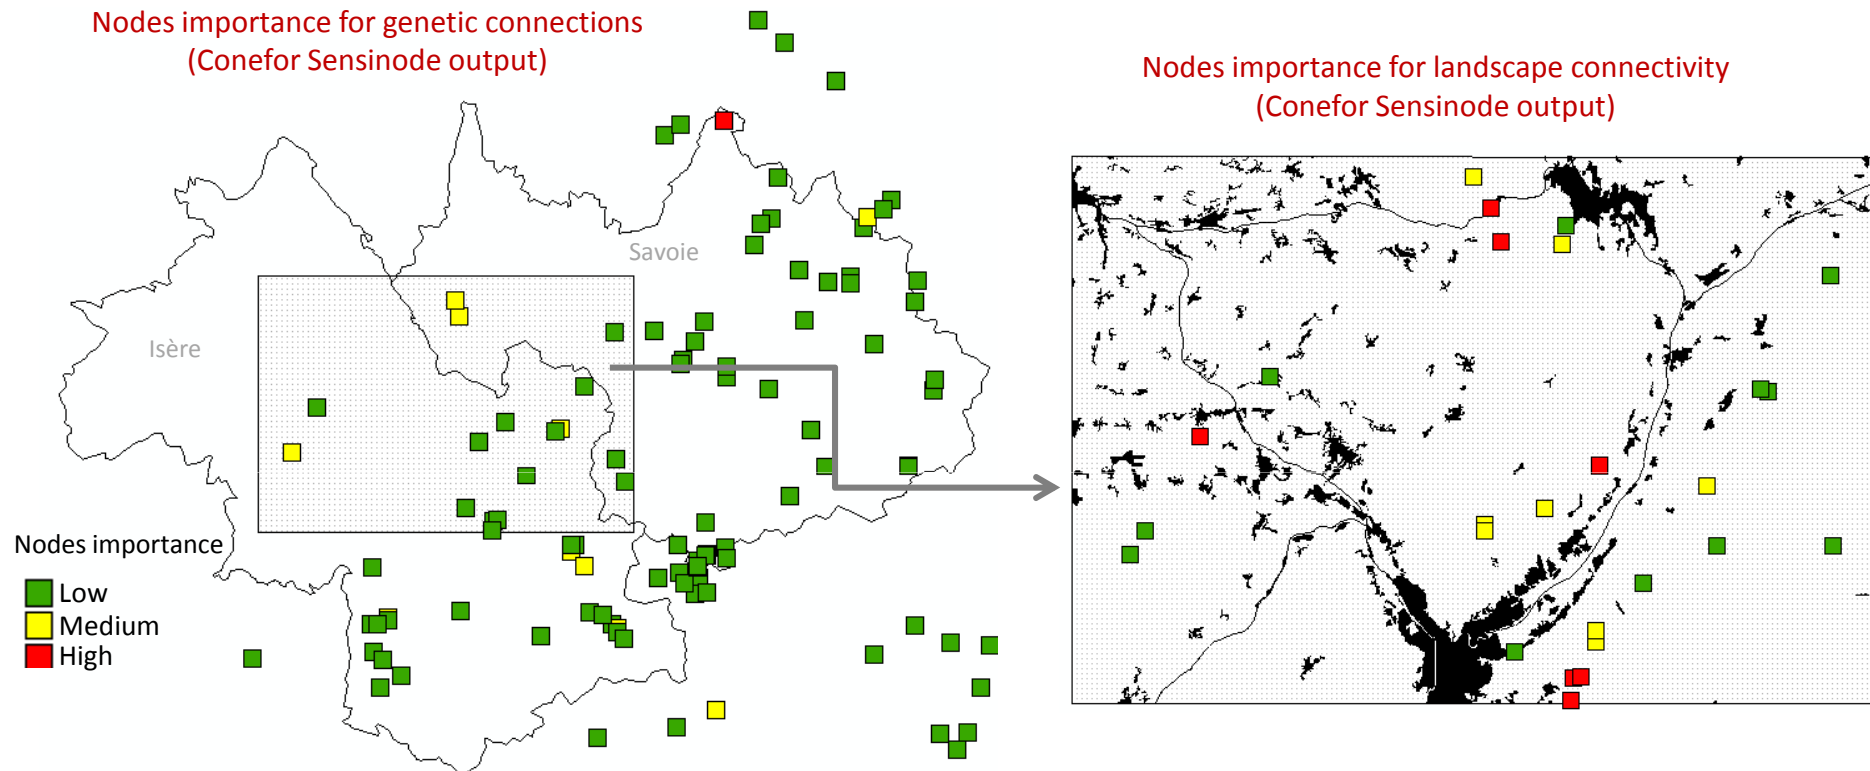 Nodes importance for genetic connections
(Conefor Sensinode output)
Nodes importance for landscape connectivity
(Conefor Sensinode output)
Savoie
Isère
Nodes importance
Low
Medium
High